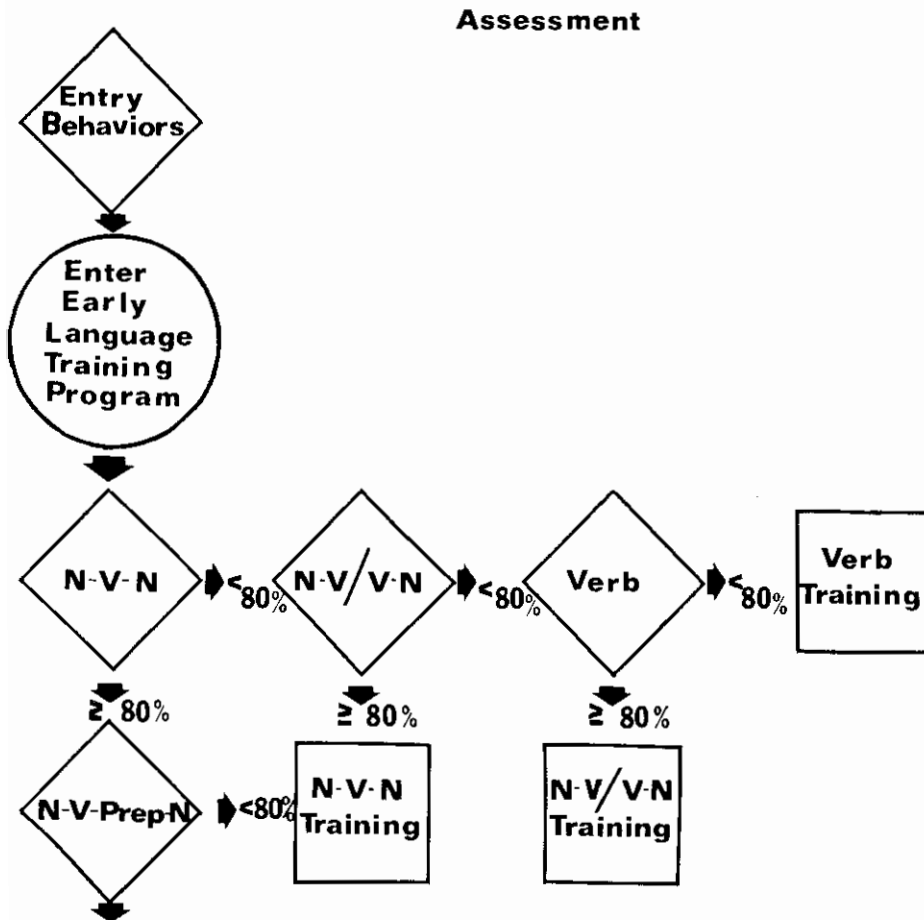 Assessment
Entry
Behaviors
Enter
Early
Language
Training
Program
N-V-N
<
80%
N-V/V-N
<
80%
Verb
<
80%
Verb
Training
≥ 80%
≥ 80%
≥ 80%
N-V-Prep-N
<80%
N-V-N
Training
N-V/V-N
Training